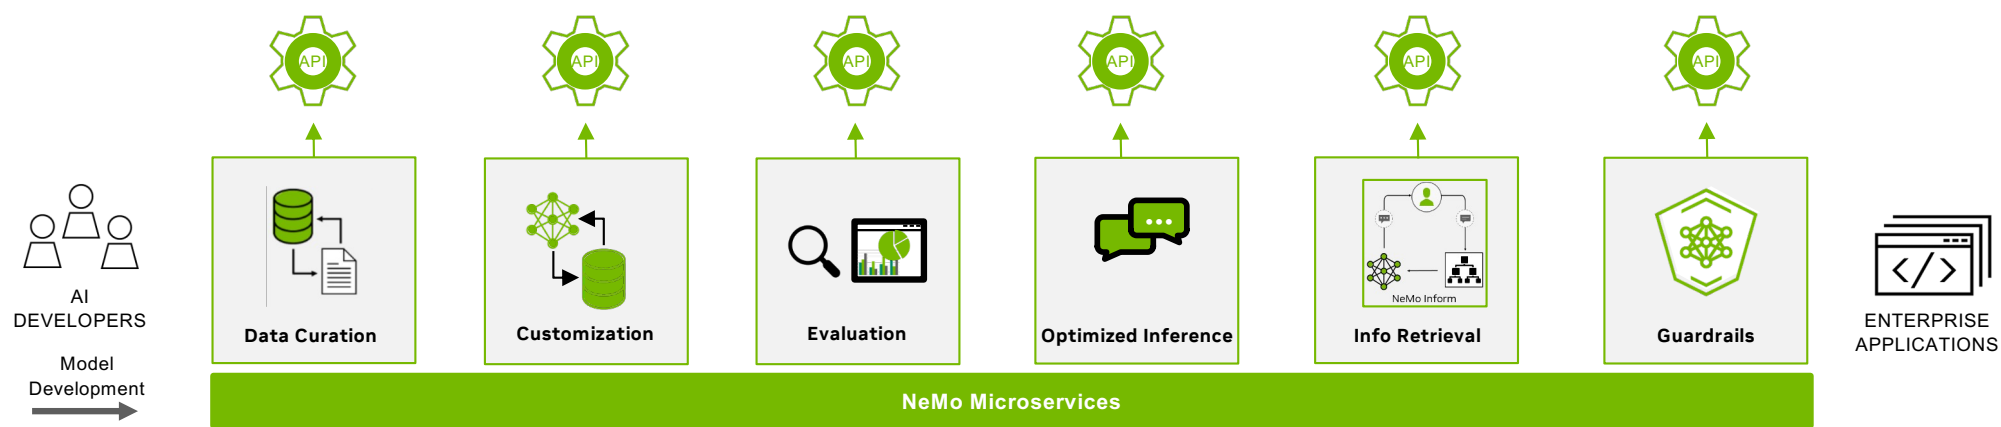 API
API
API
API
API
API
AI
DEVELOPERS
Model
Development
Data Curation
Customization
Evaluation
Optimized Inference
NeMo Inform
Info Retrieval
Guardrails
</>
ENTERPRISE
APPLICATIONS
NeMo Microservices